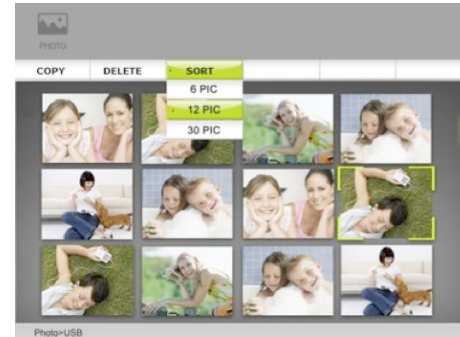 PHOTO
COPY DELETE SORT
6 PIC
12 PIC
30 PIC
Photo>USB